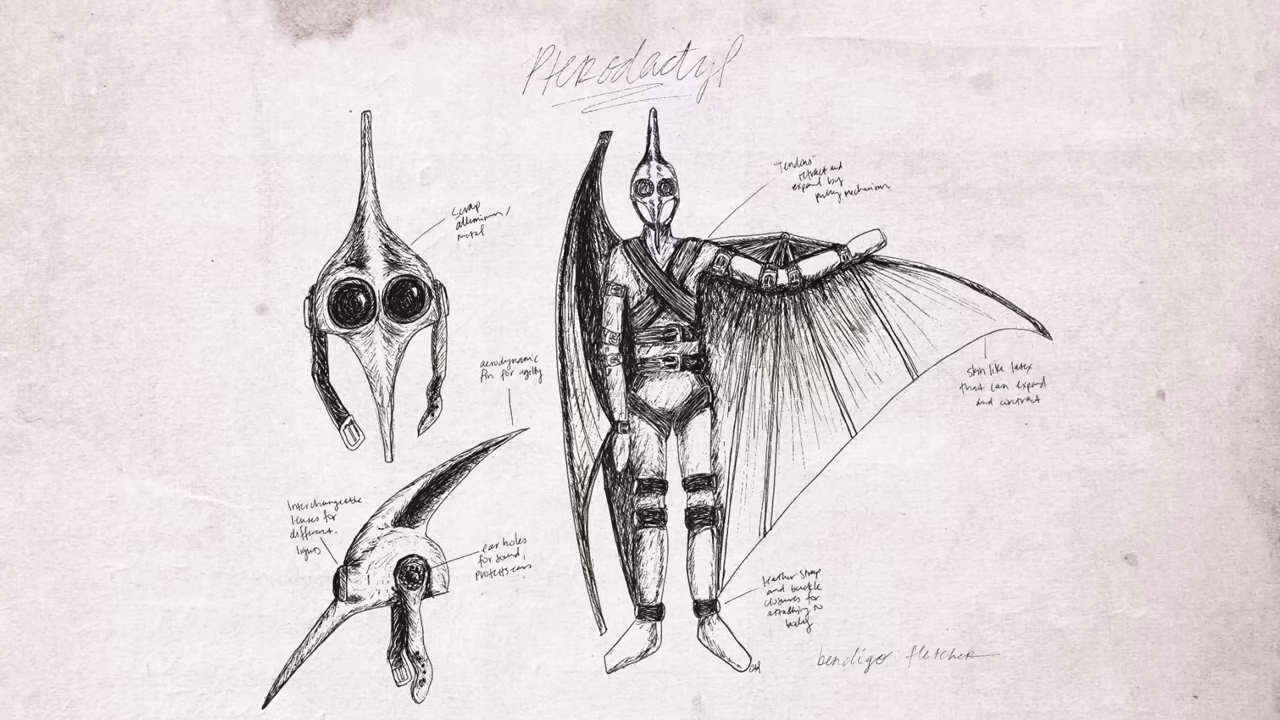 Pterodactyl
"Tendons"
retract and
expand by
pulley mechanism
scrap
alluminum/
metal
aerodynamic
fin for agility
skin like latex
that can expand
and contract
Interchangeable
lenses for
different
lights
ear holes
for sound,
protects ears
leather strap
and buckle
closures for
attaching to
body
bendigo fletcher